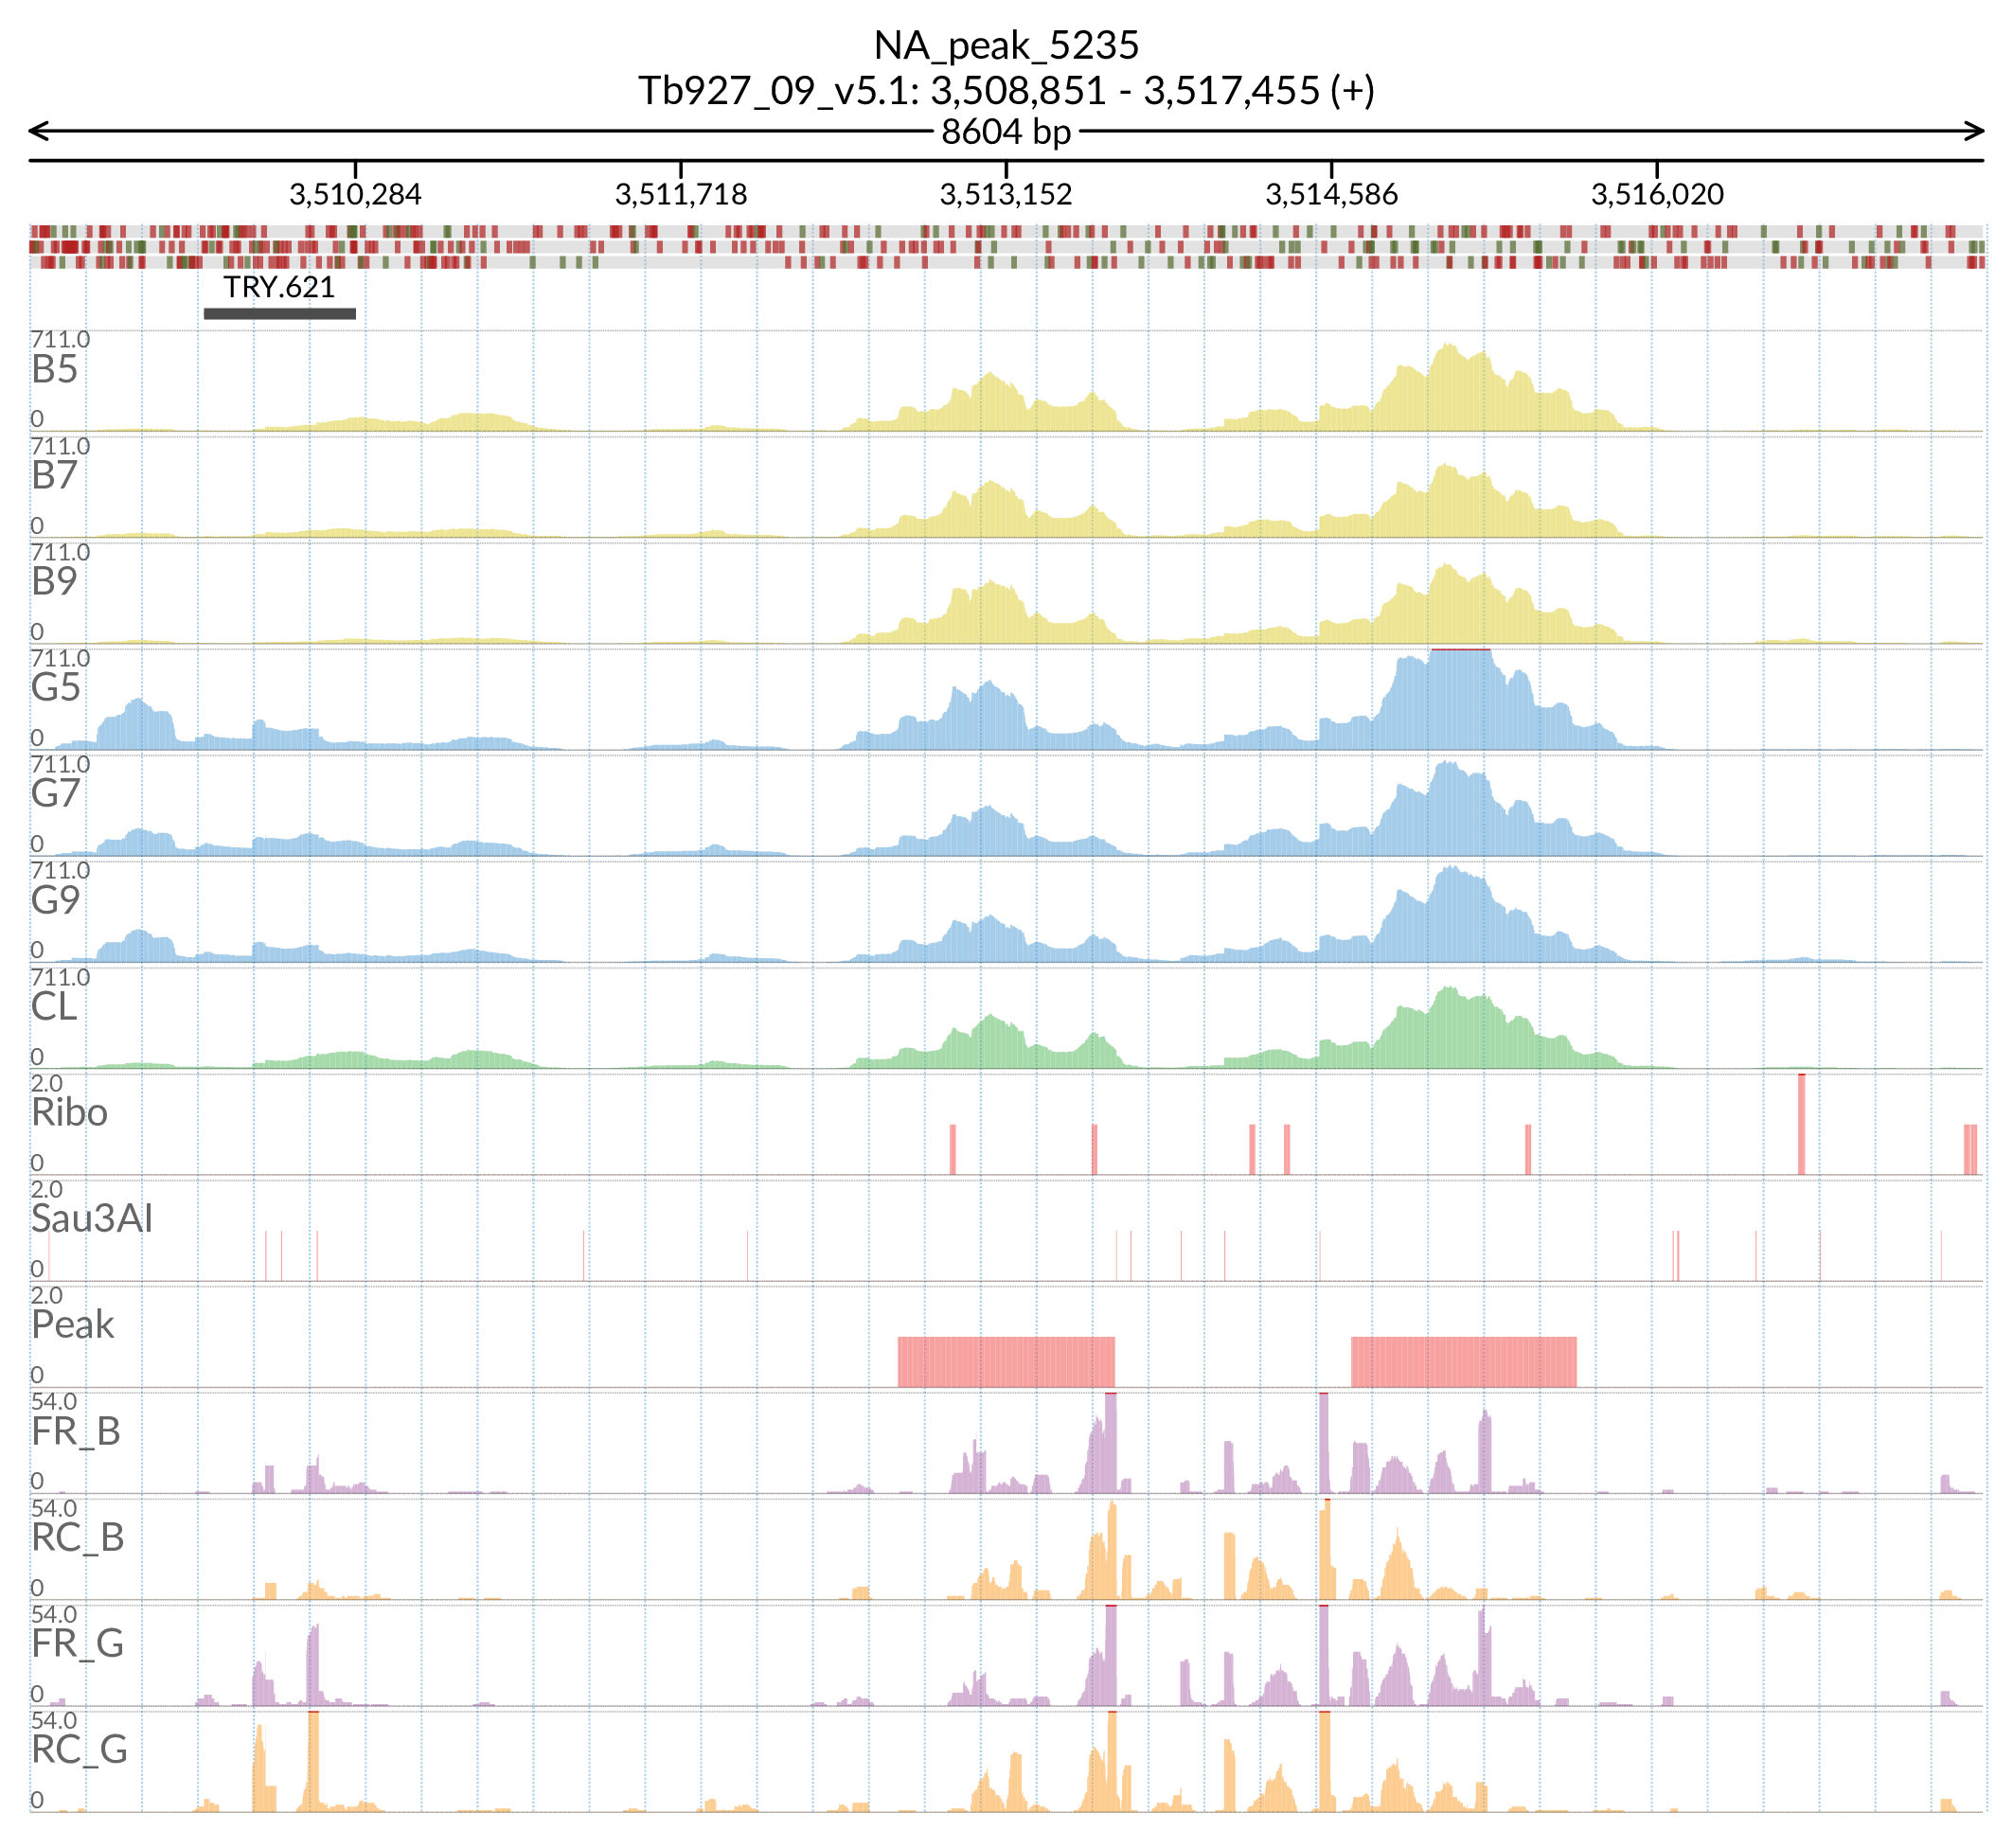 NA_peak_5235
Tb927_09_v5.1: 3,508,851 - 3,517,455 (+)
8604 bp
3,510,284 3,511,718 3,513,152 3,514,586 3,516,020
TRY.621
711.0
B5
0
711.0
B7
0
711.0
B9
0
711.0
G5
0
711.0
G7
0
711.0
G9
0
711.0
CL
0
2.0
Ribo
0
2.0
Sau3AI
0
2.0
Peak
0
54.0
FR_B
0
54.0
RC_B
0
54.0
FR_G
0
54.0
RC_G
0